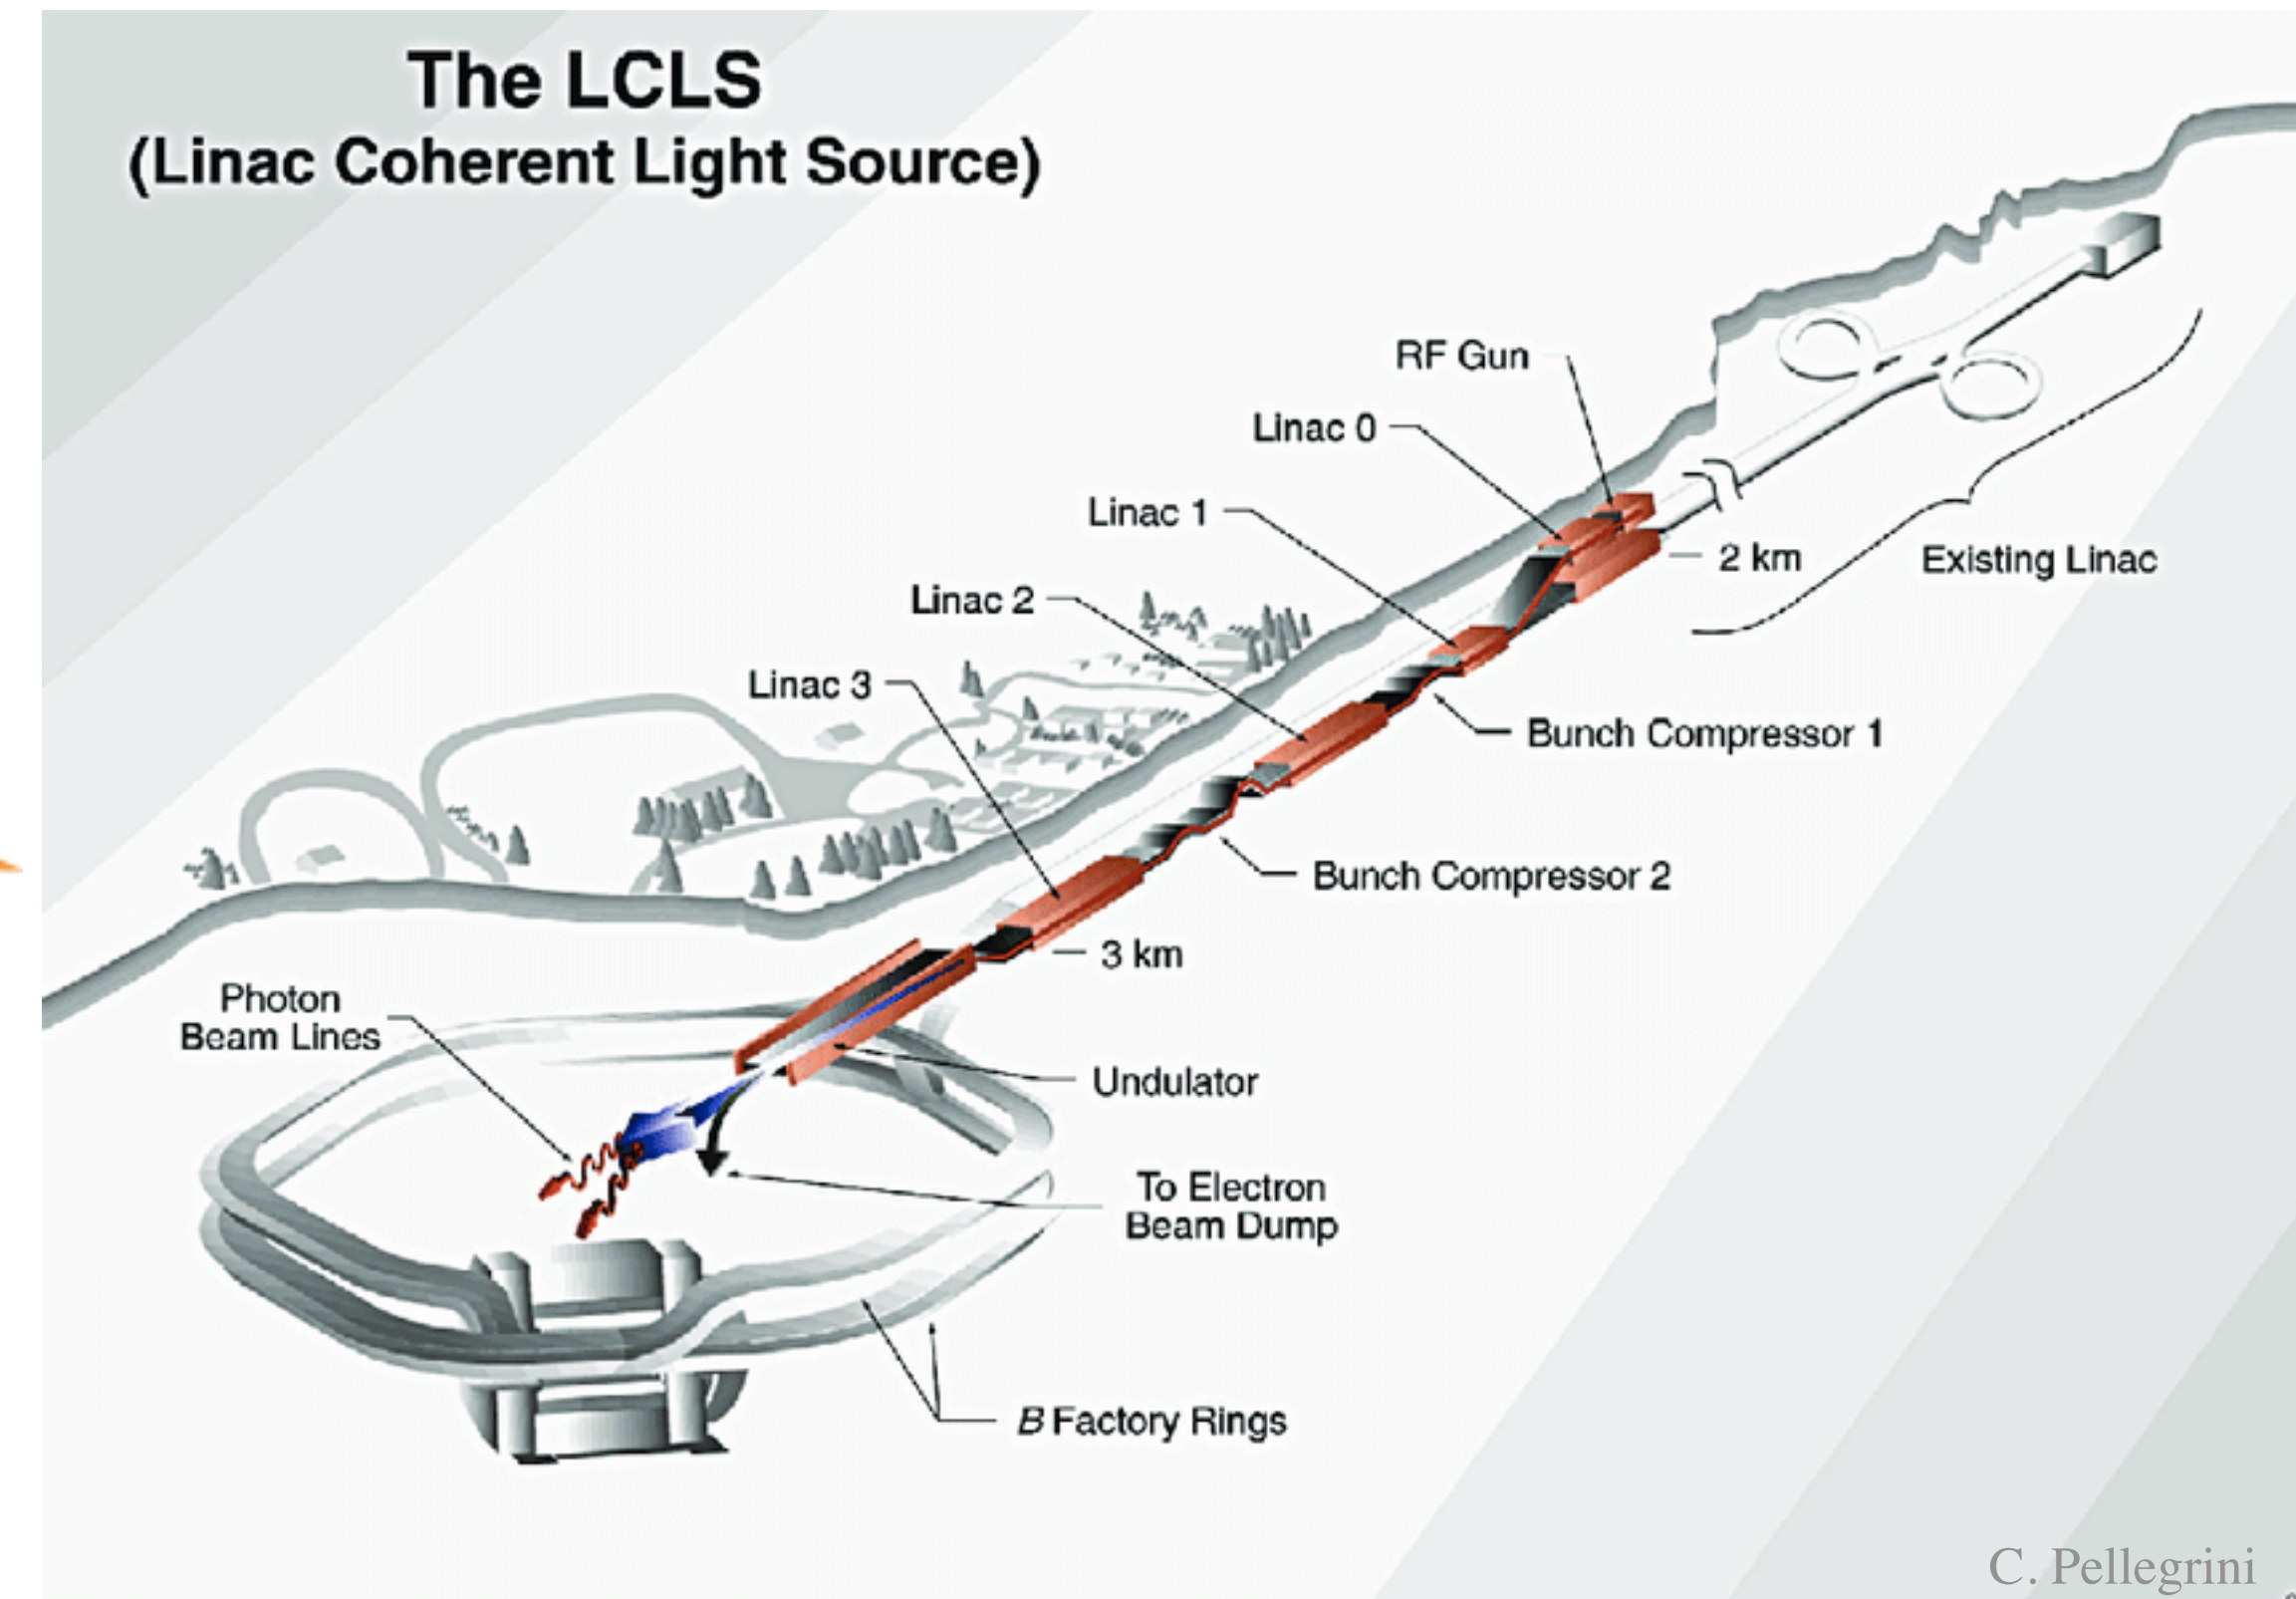 The LCLS
(Linac Coherent Light Source)
RF Gun
Linac 0
Linac 1
2 km
Existing Linac
Linac 2
Linac 3
Bunch Compressor 1
Bunch Compressor 2
3 km
Photon
Beam Lines
Undulator
To Electron
Beam Dump
B Factory Rings
C. Pellegrini